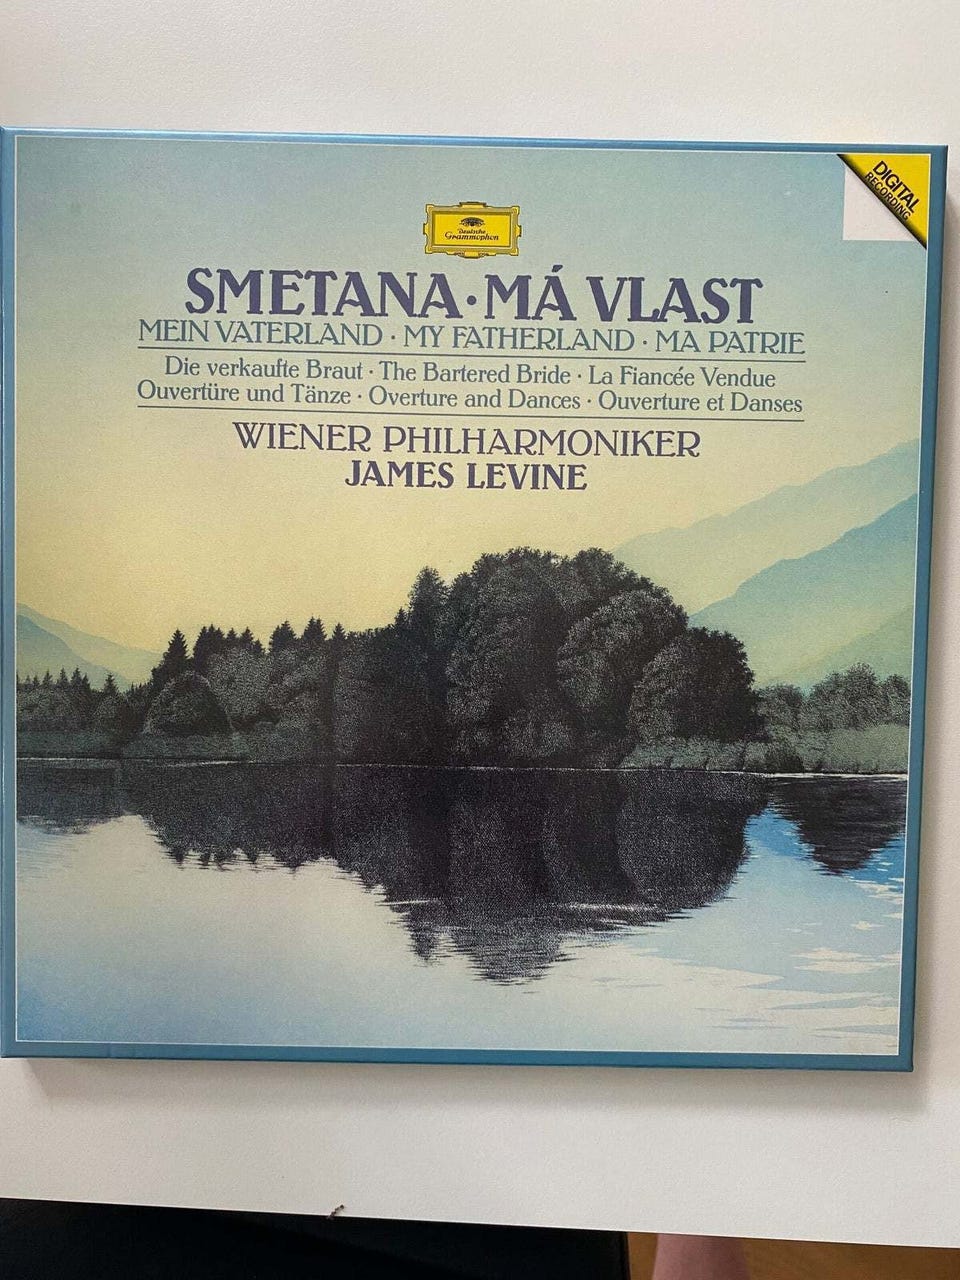 DIGITAL
RECORDING
Deutsche
Grammophon
SMETANA · MÁ VLAST
MEIN VATERLAND · MY FATHERLAND · MA PATRIE
Die verkaufte Braut · The Bartered Bride · La Fiancée Vendue
Ouvertüre und Tänze · Overture and Dances · Ouverture et Danses
WIENER PHILHARMONIKER
JAMES LEVINE